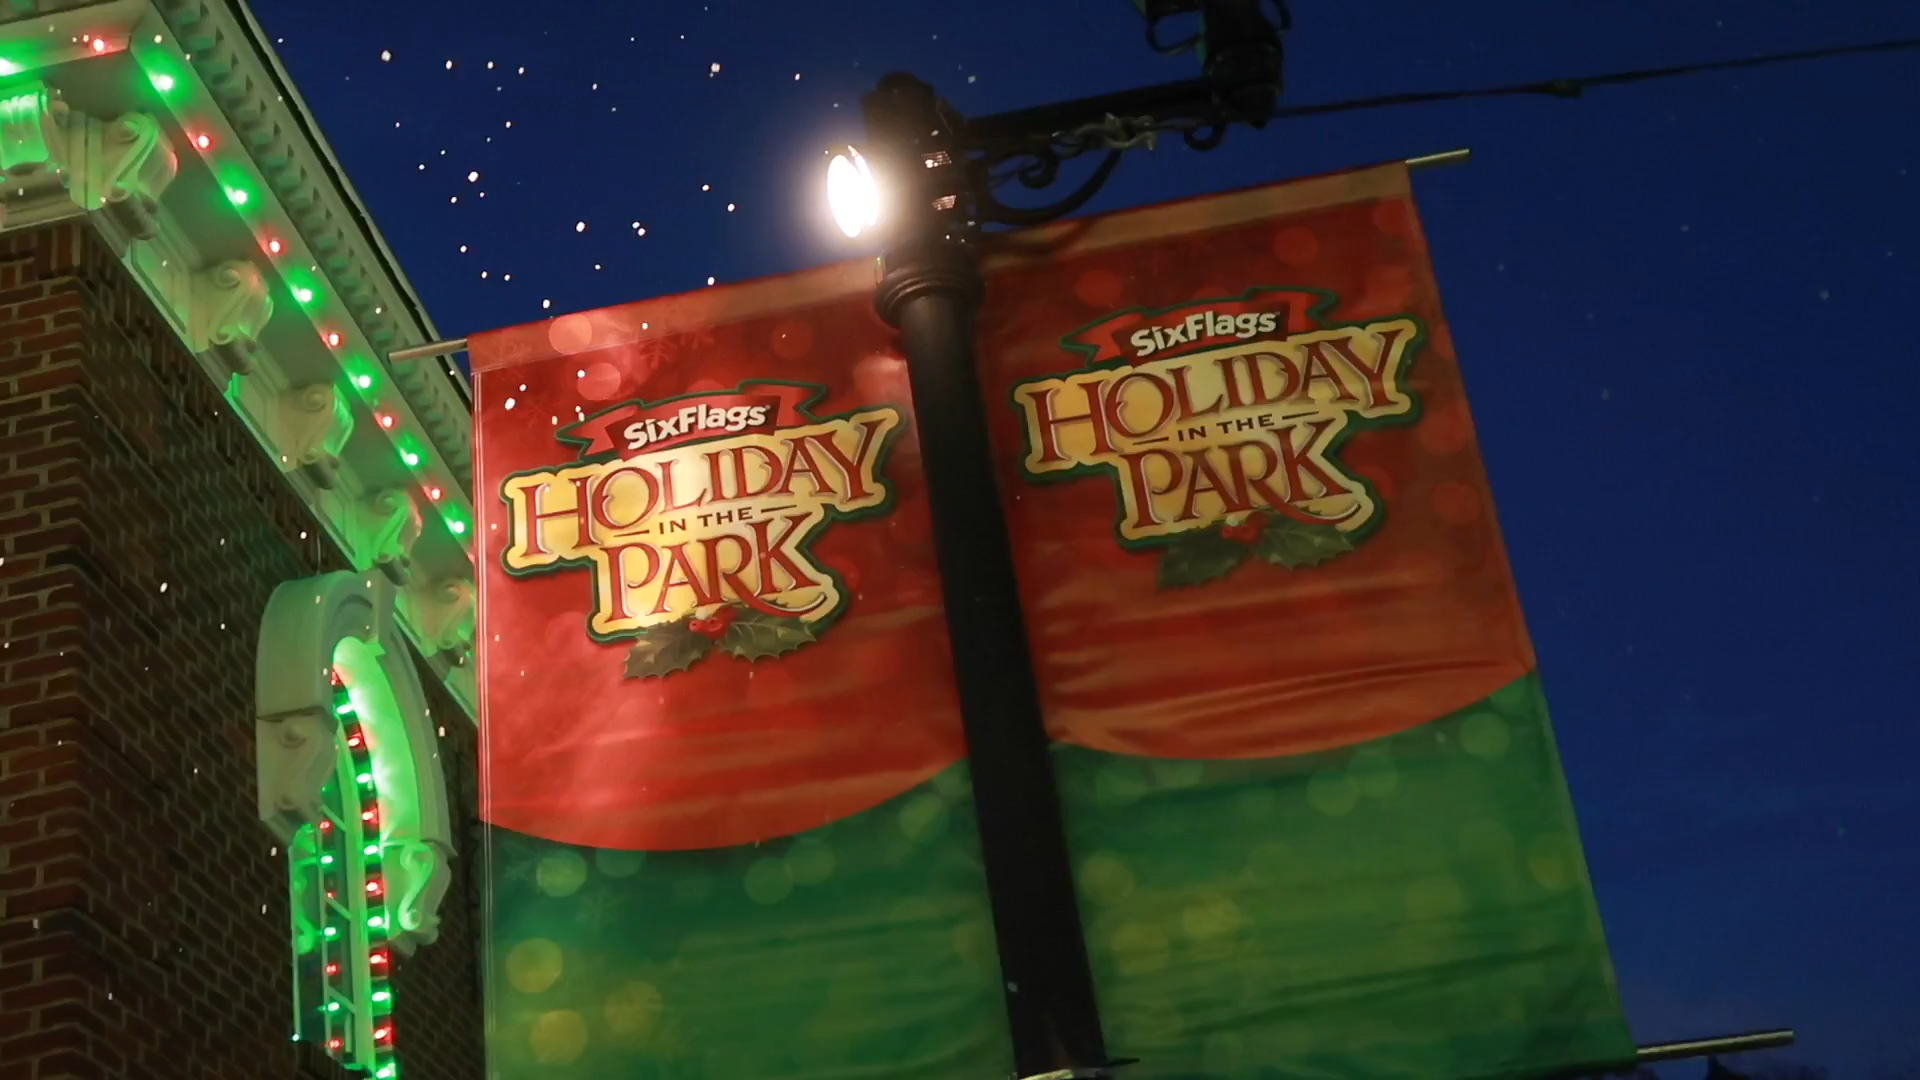 SixFlags
HOLIDAY
IN THE
PARK
SixFlags
HOLIDAY
IN THE
PARK